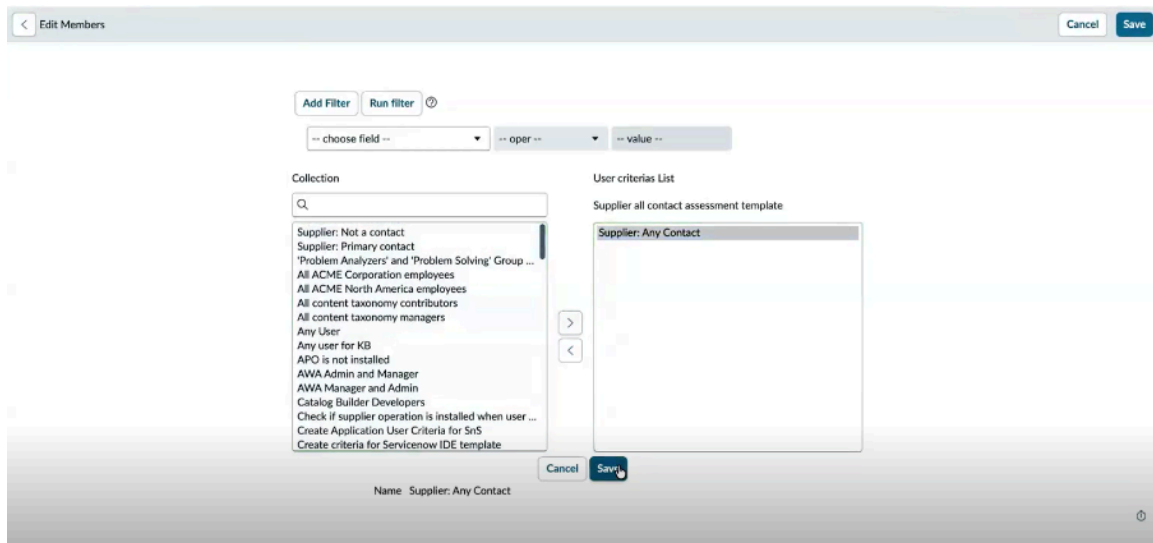 Edit Members
Cancel Save
Add Filter Run filter
-- choose field -- -- oper -- -- value --
Collection
User criterias List
Supplier all contact assessment template
Supplier: Not a contact
Supplier: Primary contact
'Problem Analyzers' and 'Problem Solving' Group ...
All ACME Corporation employees
All ACME North America employees
All content taxonomy contributors
All content taxonomy managers
Any User
Any user for KB
APO is not installed
AWA Admin and Manager
AWA Manager and Admin
Catalog Builder Developers
Check if supplier operation is installed when user ...
Create Application User Criteria for SnS
Create criteria for Servicenow IDE template
Supplier: Any Contact
Cancel Save
Name Supplier: Any Contact